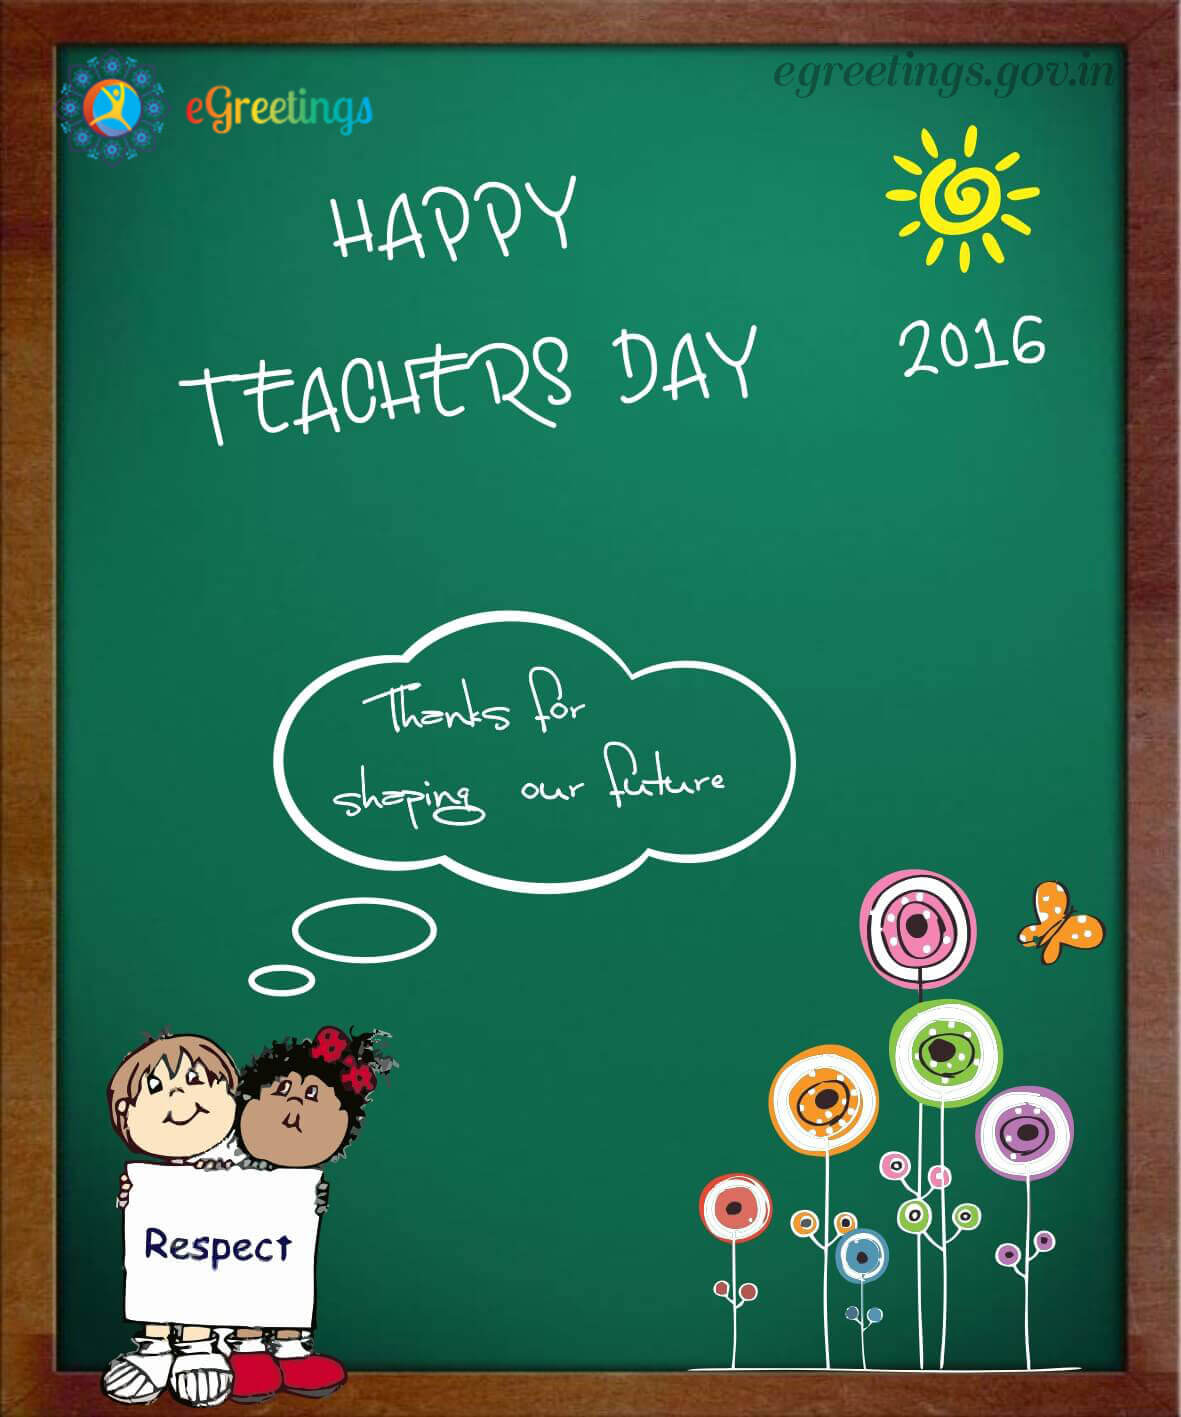 egreetings.gov.in
eGreetings
HAPPY
TEACHERS DAY
2016
Thanks for
shaping our future
Respect